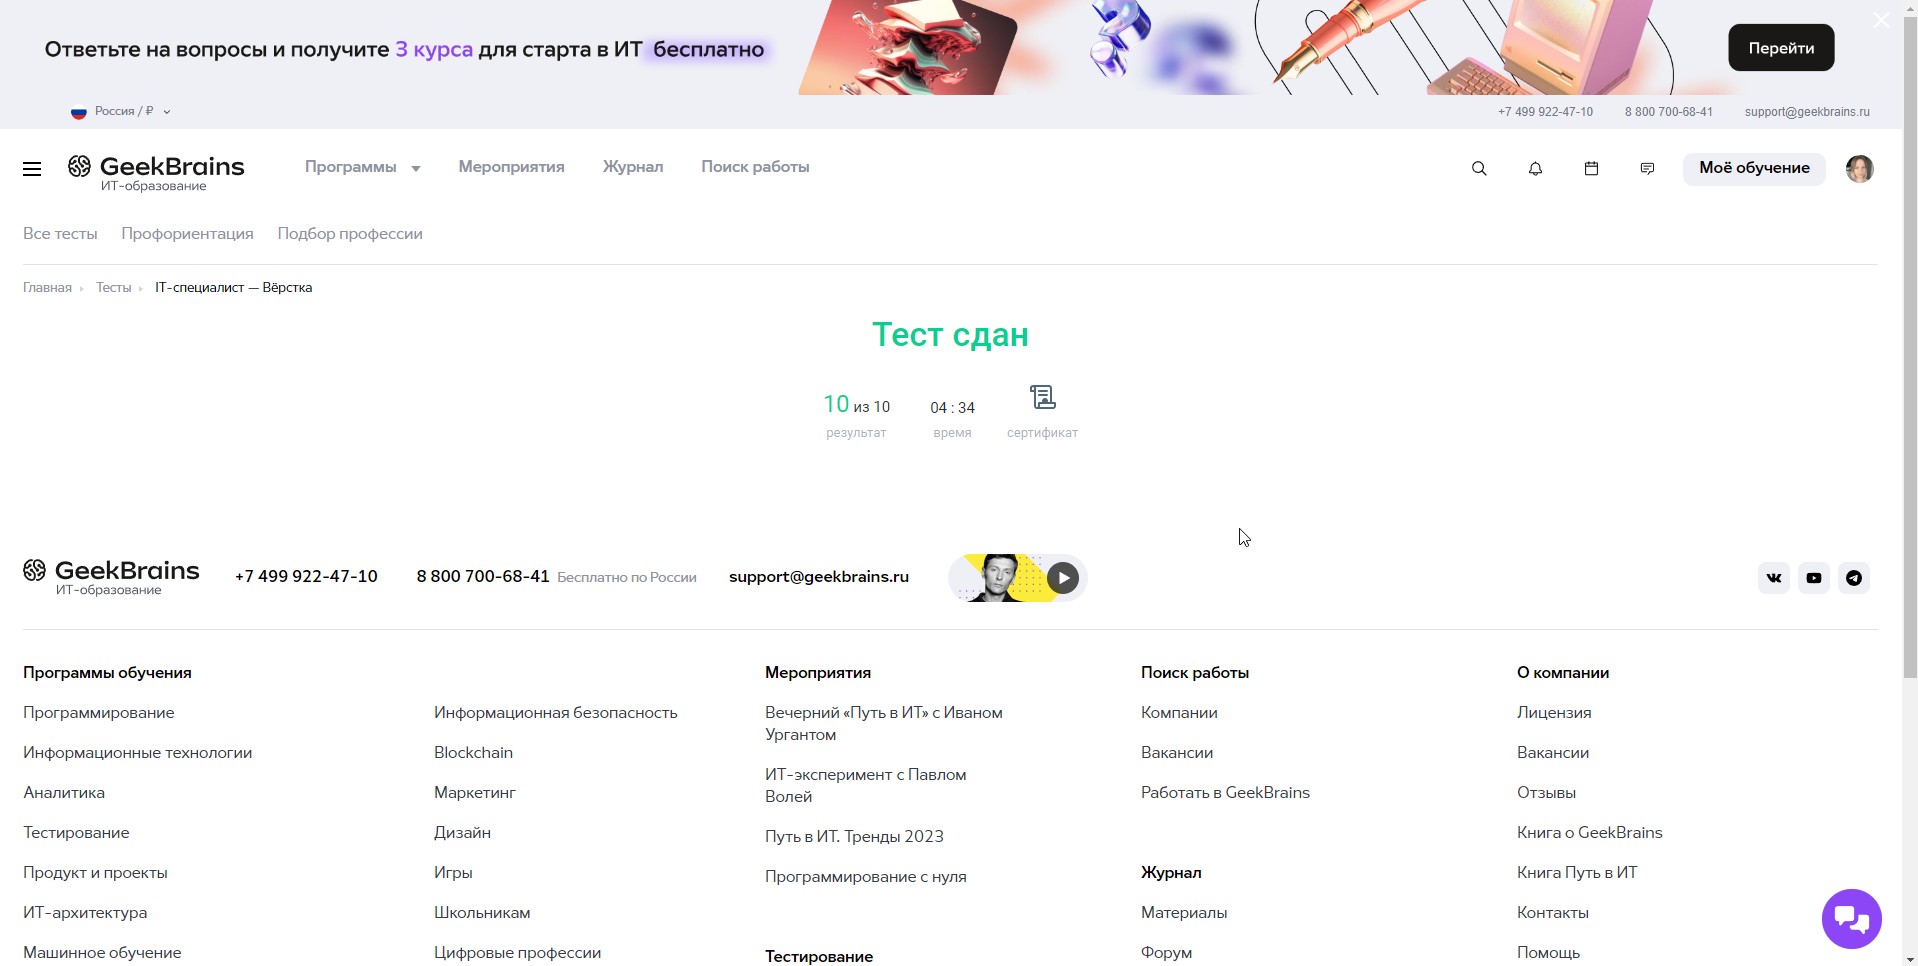 Ответьте на вопросы и получите 3 курса для старта в ИТ бесплатно
Перейти
Россия / ₽
+7 499 922-47-10
8 800 700-68-41
support@geekbrains.ru
GeekBrains
ИТ-образование
Программы
Мероприятия
Журнал
Поиск работы
Моё обучение
Все тесты
Профориентация
Подбор профессии
Главная
Тесты
IT-специалист — Вёрстка
Тест сдан
10 из 10
04 : 34
результат
время
сертификат
GeekBrains
ИТ-образование
+7 499 922-47-10
8 800 700-68-41 Бесплатно по России
support@geekbrains.ru
Программы обучения
Программирование
Информационные технологии
Аналитика
Тестирование
Продукт и проекты
ИТ-архитектура
Машинное обучение
Информационная безопасность
Blockchain
Маркетинг
Дизайн
Игры
Школьникам
Цифровые профессии
Мероприятия
Вечерний «Путь в ИТ» с Иваном
Ургантом
ИТ-эксперимент с Павлом
Волей
Путь в ИТ. Тренды 2023
Программирование с нуля
Тестирование
Поиск работы
Компании
Вакансии
Работать в GeekBrains
Журнал
Материалы
Форум
О компании
Лицензия
Вакансии
Отзывы
Книга о GeekBrains
Книга Путь в ИТ
Контакты
Помощь